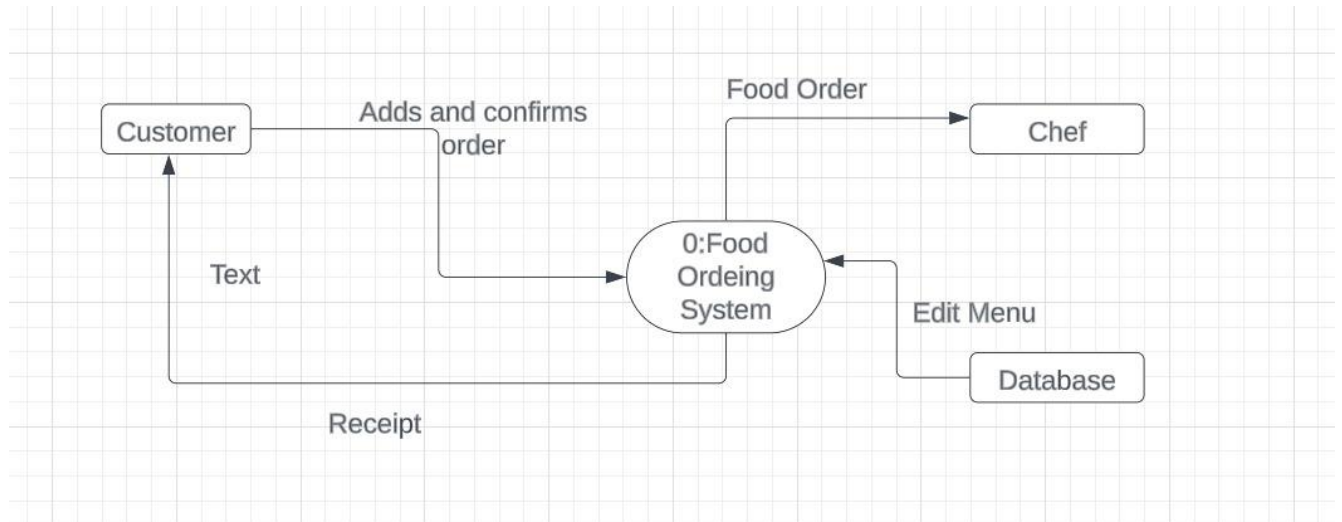 Food Order
Adds and confirms
order
Customer
Chef
0:Food
Ordeing
System
Text
Edit Menu
Database
Receipt